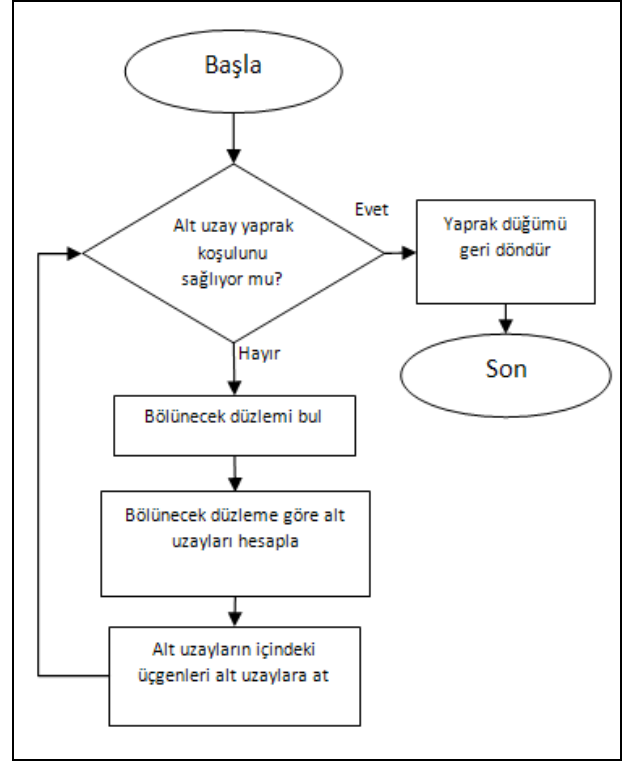 Başla
Alt uzay yaprak
koşulunu
sağlıyor mu?
Evet
Yaprak düğümü
geri döndür
Son
Hayır
Bölünecek düzlemi bul
Bölünecek düzleme göre alt
uzayları hesapla
Alt uzayların içindeki
üçgenleri alt uzaylara at